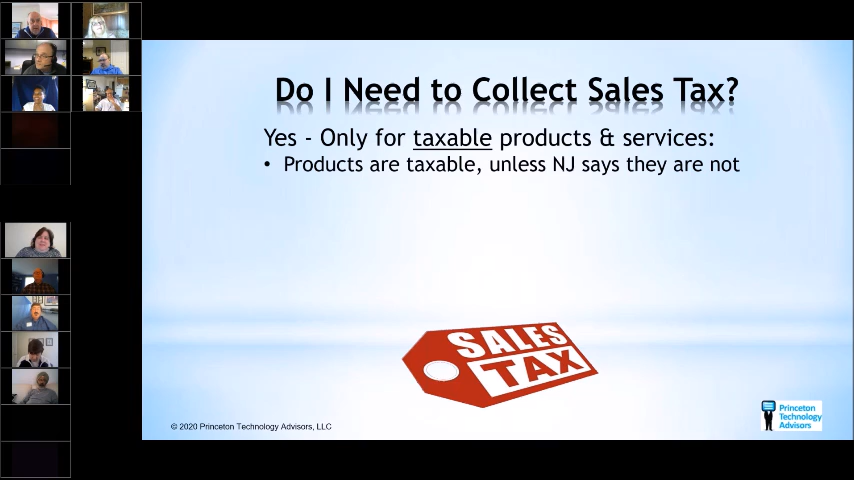 Do I Need to Collect Sales Tax?
Yes - Only for taxable products & services:
• Products are taxable, unless NJ says they are not
SALES
TAX
© 2020 Princeton Technology Advisors, LLC
Princeton
Technology
Advisors